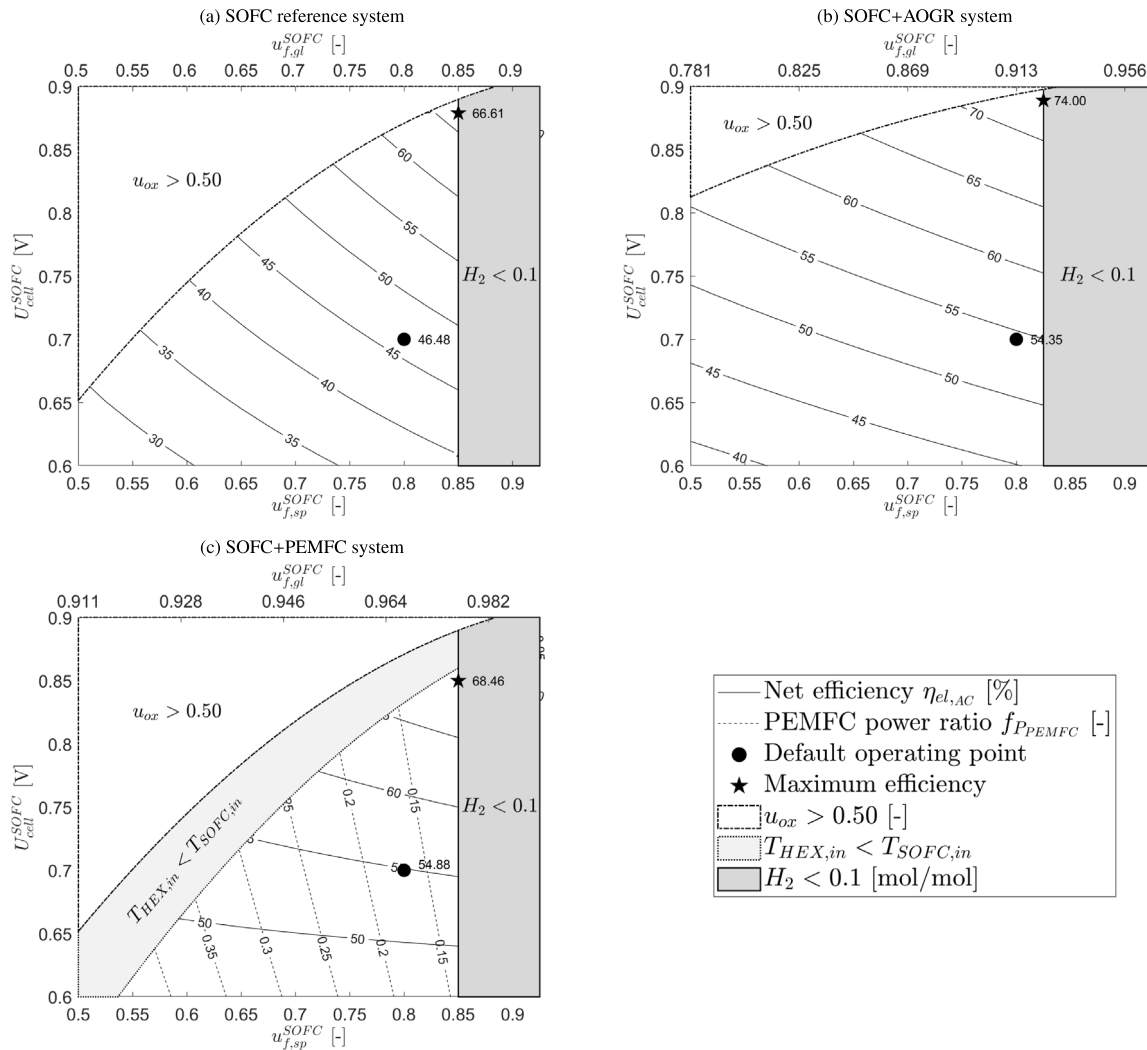 (a) SOFC reference system
u_{f,gl}^{SOFC} [-]
0.5 0.55 0.6 0.65 0.7 0.75 0.8 0.85 0.9
66.61
u_{ox} > 0.50
60
55
H_2 < 0.1
50
45
40
46.48
45
35
40
35
30
U_{cell}^{SOFC} [V]
0.9
0.85
0.8
0.75
0.7
0.65
0.6
0.5 0.55 0.6 0.65 0.7 0.75 0.8 0.85 0.9
u_{f,sp}^{SOFC} [-]
(b) SOFC+AOGR system
u_{f,gl}^{SOFC} [-]
0.781 0.825 0.869 0.913 0.956
74.00
70
u_{ox} > 0.50
65
60
60
H_2 < 0.1
55
55
50
54.35
50
45
45
40
U_{cell}^{SOFC} [V]
0.9
0.85
0.8
0.75
0.7
0.65
0.6
0.5 0.55 0.6 0.65 0.7 0.75 0.8 0.85 0.9
u_{f,sp}^{SOFC} [-]
(c) SOFC+PEMFC system
u_{f,gl}^{SOFC} [-]
0.911 0.928 0.946 0.964 0.982
68.46
u_{ox} > 0.50
60
0.2 0.15
H_2 < 0.1
T_{HEX,in} < T_{SOFC,in}
54.88
50
50
0.35 0.3 0.25 0.2 0.15
U_{cell}^{SOFC} [V]
0.9
0.85
0.8
0.75
0.7
0.65
0.6
0.5 0.55 0.6 0.65 0.7 0.75 0.8 0.85 0.9
u_{f,sp}^{SOFC} [-]
Net efficiency η_{el,AC} [%]
PEMFC power ratio f_{P_{PEMFC}} [-]
Default operating point
Maximum efficiency
u_{ox} > 0.50 [-]
T_{HEX,in} < T_{SOFC,in}
H_2 < 0.1 [mol/mol]